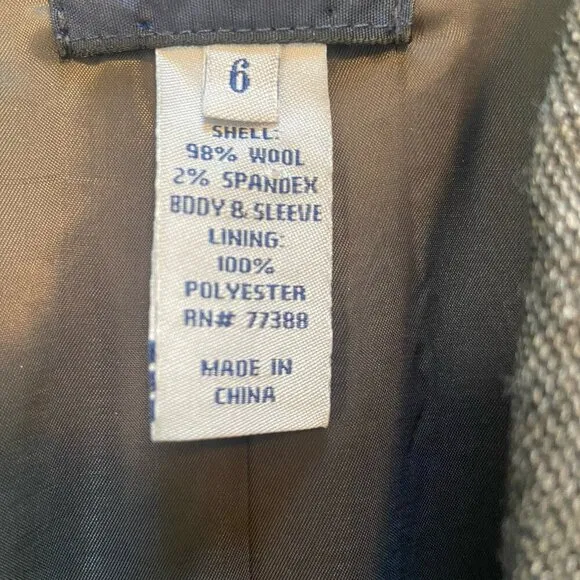 6
SHELL:
98% WOOL
2% SPANDEX
BODY & SLEEVE
LINING:
100%
POLYESTER
RN# 77388
MADE IN
CHINA